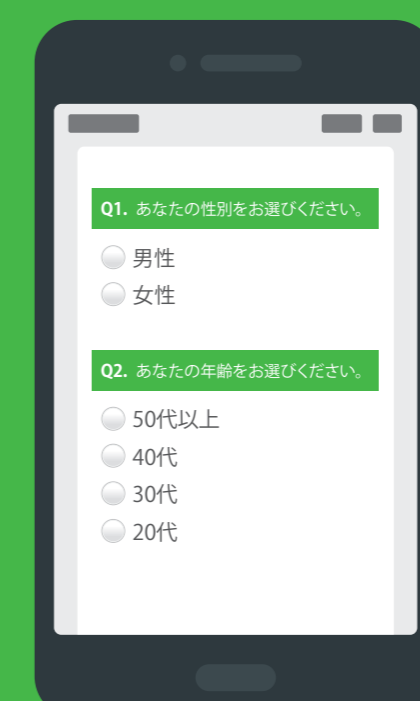 Q1. あなたの性別をお選びください。
男性
女性
Q2. あなたの年齢をお選びください。
50代以上
40代
30代
20代